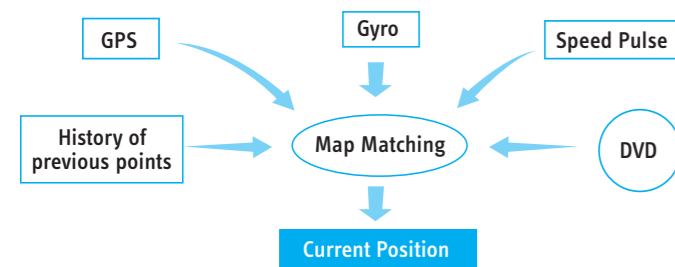 GPS
Gyro
Speed Pulse
History of
previous points
Map Matching
DVD
Current Position